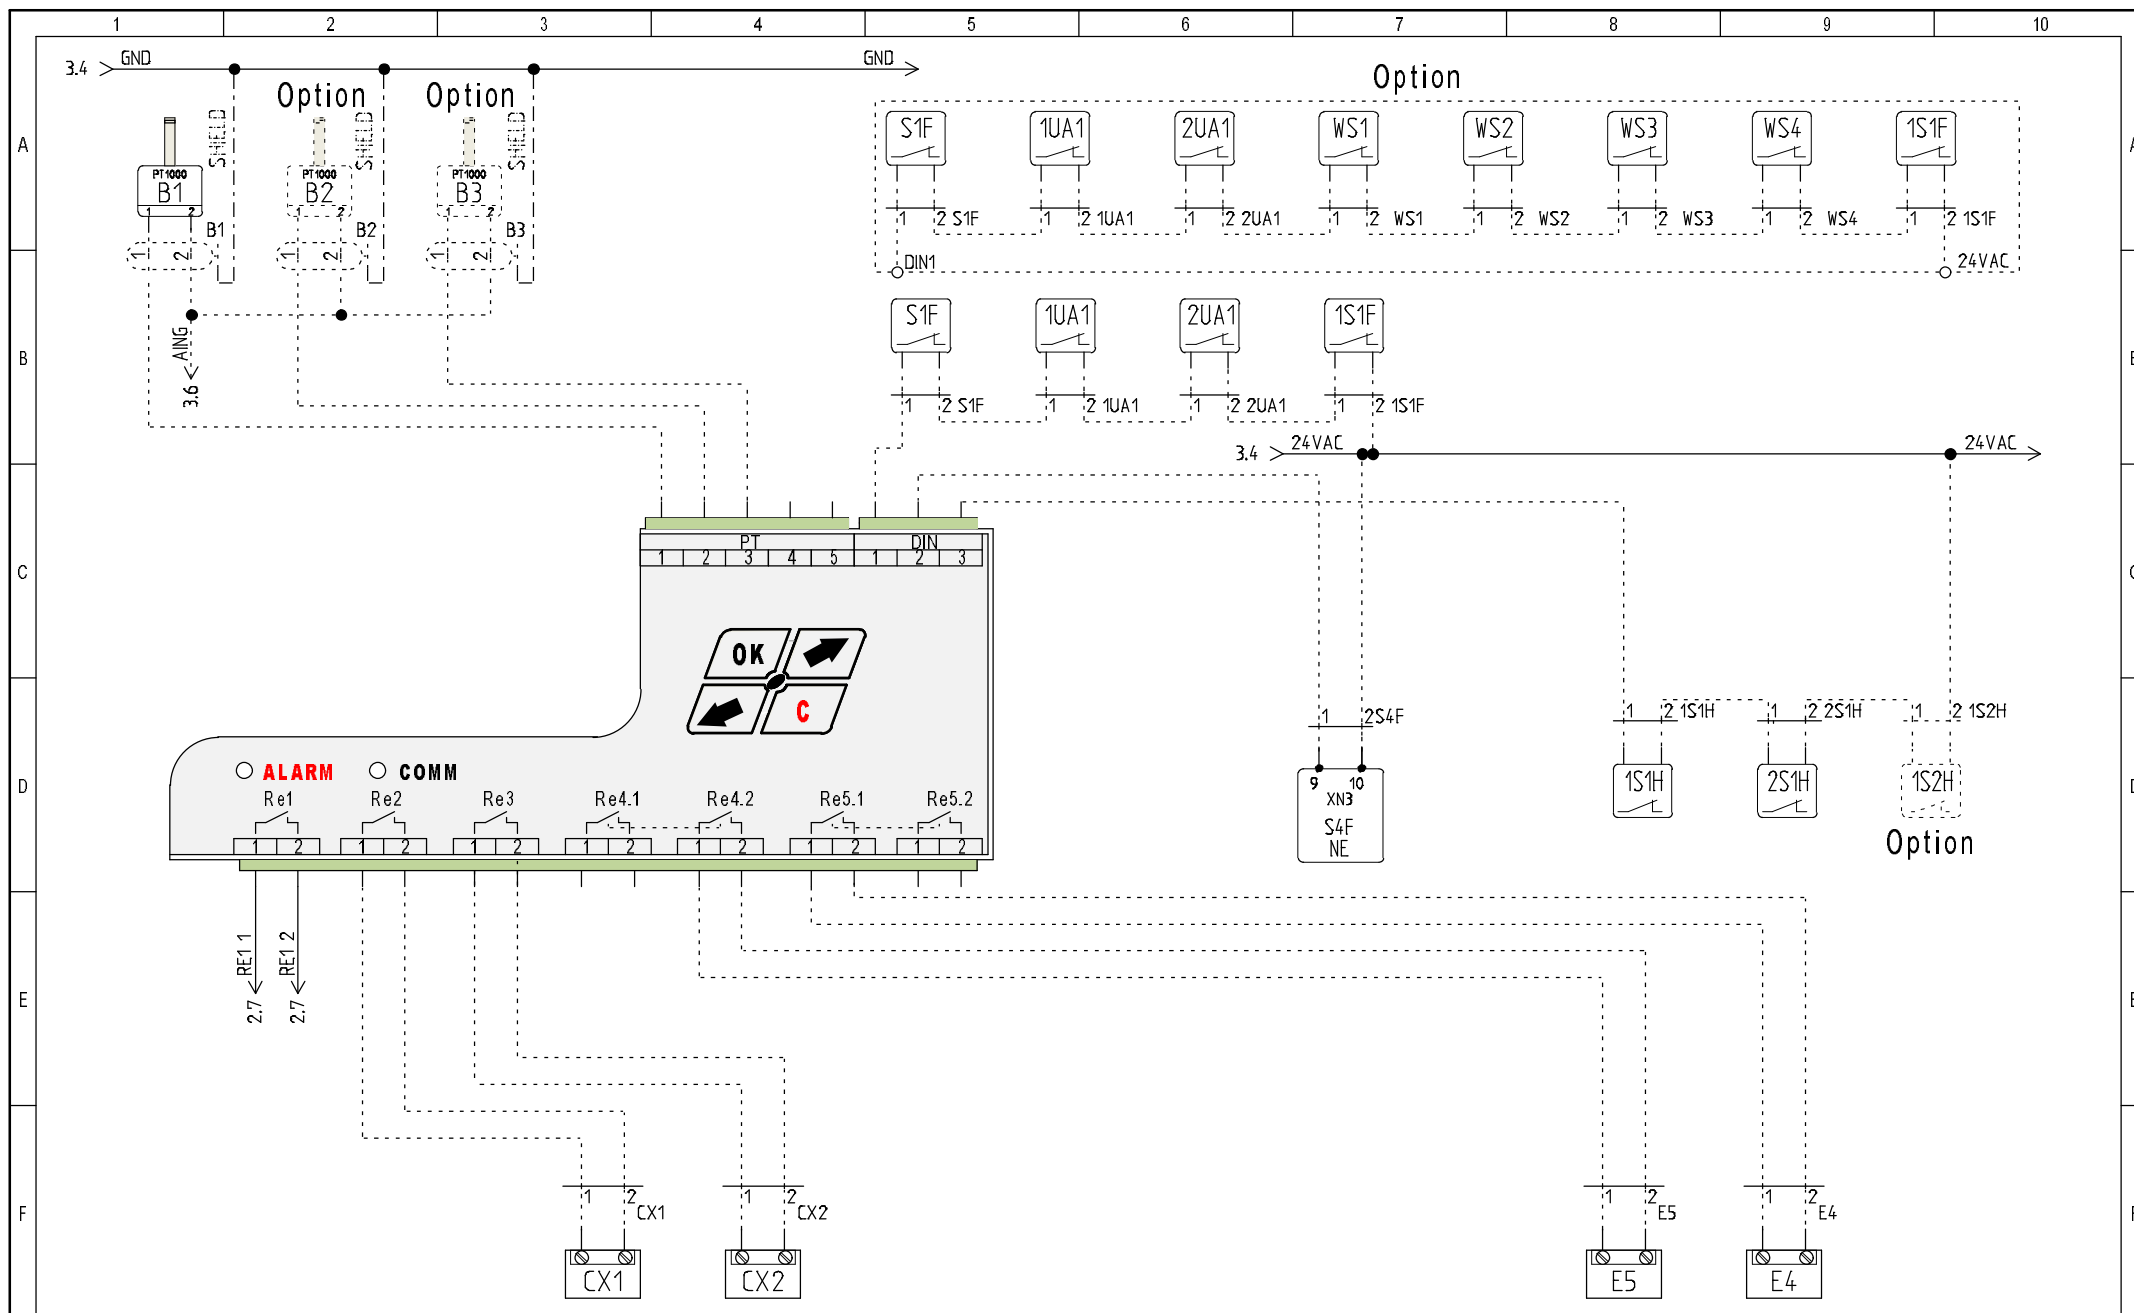 1 2 3 4 5 6 7 8 9 10
3.4 GND GND
Option Option Option
A
SHIELD SHIELD SHIELD
S1F 1UA1 2UA1 WS1 WS2 WS3 WS4 1S1F
PT1000 PT1000 PT1000
B1 B2 B3
1 2 1 2 1 2
1 2 S1F 1 2 1UA1 1 2 2UA1 1 2 WS1 1 2 WS2 1 2 WS3 1 2 WS4 1 2 1S1F
B1 B2 B3
1 2 1 2 1 2
DIN1 24VAC
S1F 1UA1 2UA1 1S1F
B
AING
3.6
1 2 S1F 1 2 1UA1 1 2 2UA1 1 2 1S1F
3.4 24VAC 24VAC
PT DIN
1 2 3 4 5 1 2 3
C
OK
C
1 2 S4F
1 2 1S1H 1 2 2S1H 1 2 1S2H
ALARM COMM
D
9 10
XN3
S4F
NE
1S1H 2S1H 1S2H
Option
Re1 Re2 Re3 Re4.1 Re4.2 Re5.1 Re5.2
1 2 1 2 1 2 1 2 1 2 1 2 1 2
RE1 1 RE1 2
2.7 2.7
E
1 2 CX1 1 2 CX2 1 2 E5 1 2 E4
F
CX1 CX2 E5 E4